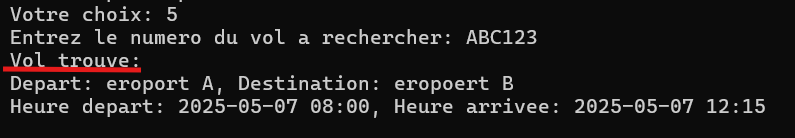 Votre choix: 5
Entrez le numero du vol a rechercher: ABC123
Vol trouve:
Depart: eroport A, Destination: eropoert B
Heure depart: 2025-05-07 08:00, Heure arrivee: 2025-05-07 12:15